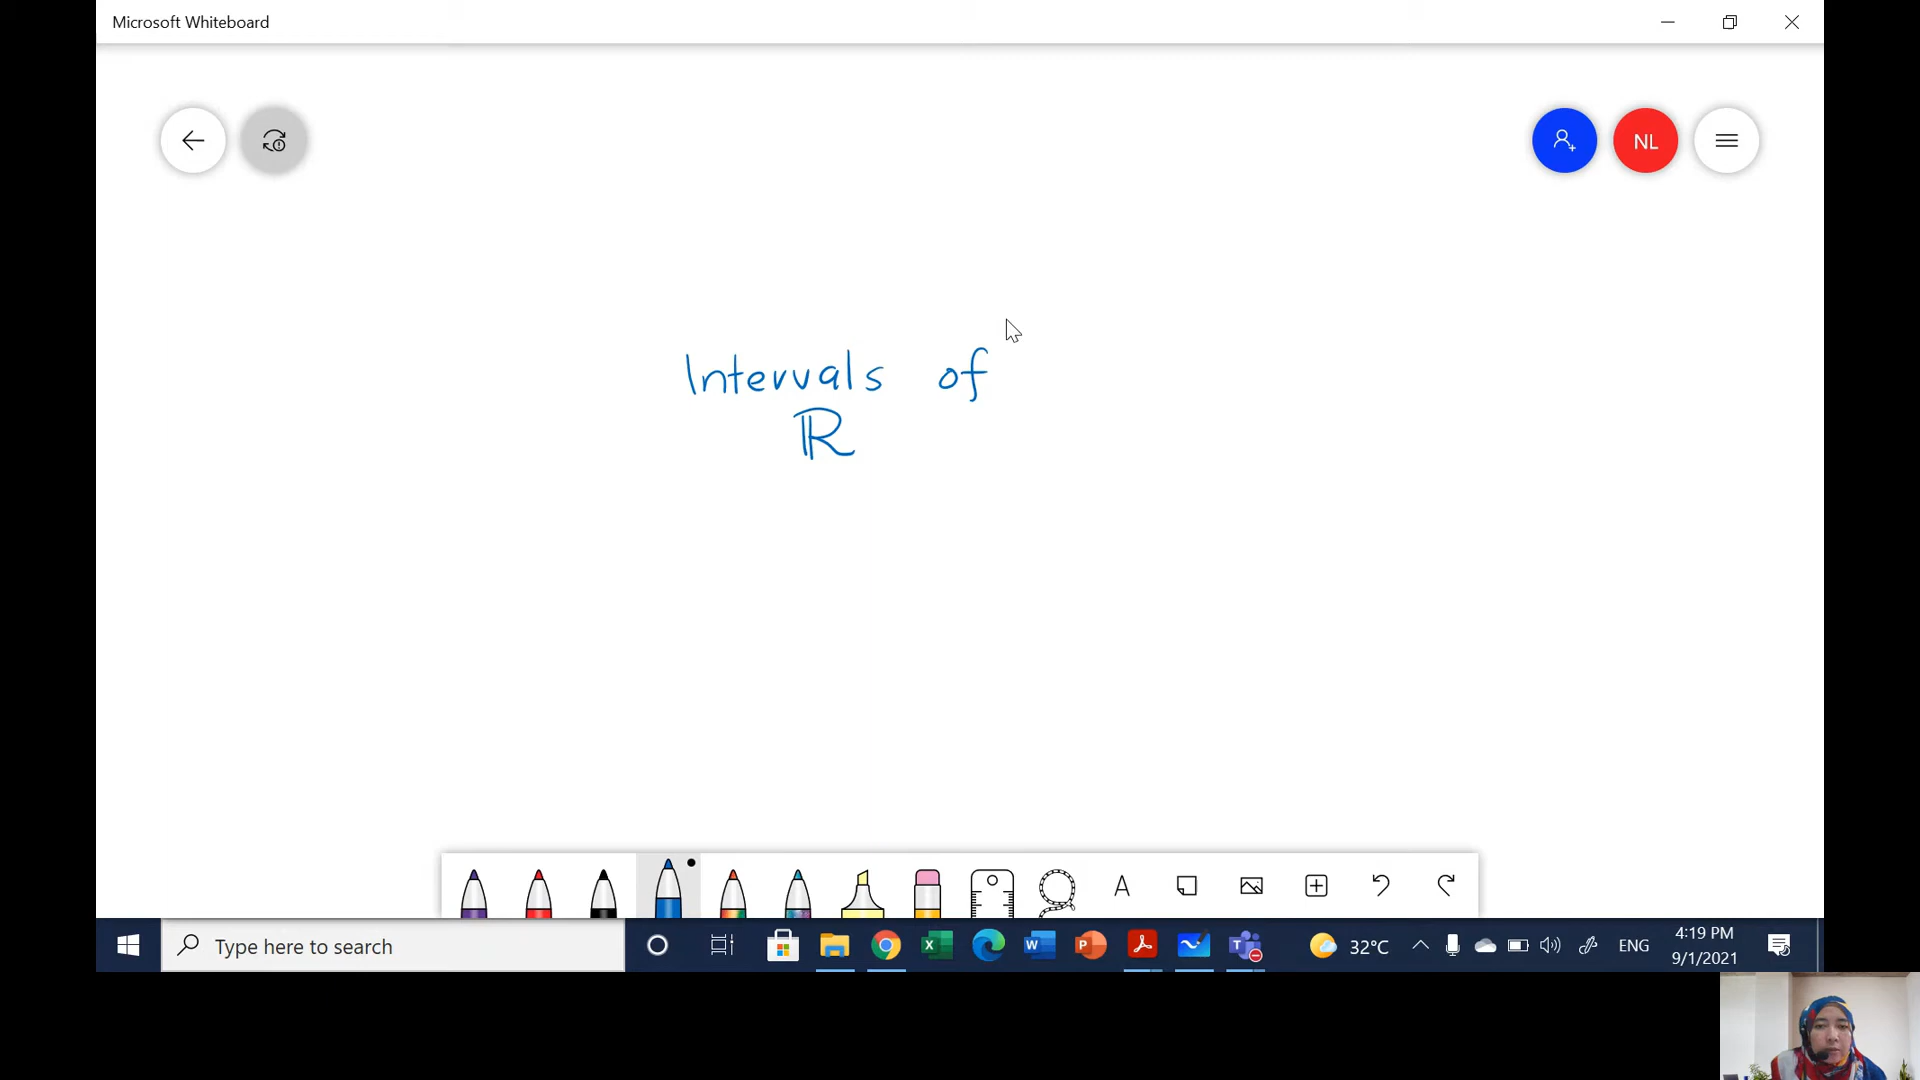 Microsoft Whiteboard
NL
Intervals of
ℝ
A
Type here to search
32°C
ENG
4:19 PM
9/1/2021